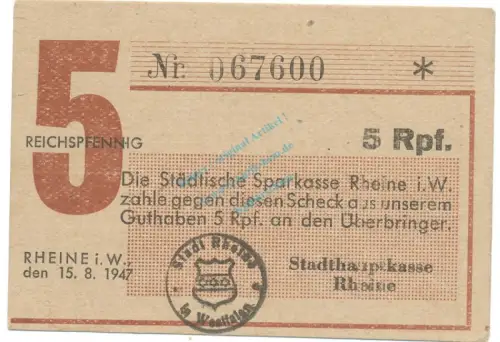 Nr. 067600 *
5
REICHSPFENNIG
5 Rpf.
Die Städtische Sparkasse Rheine i.W.
zahle gegen diesen Scheck aus unserem
Guthaben 5 Rpf. an den Überbringer.
RHEINE i. W.,
den 15. 8. 1947
Stadt Rheine
in Westfalen
Stadthauptkasse
Rheine